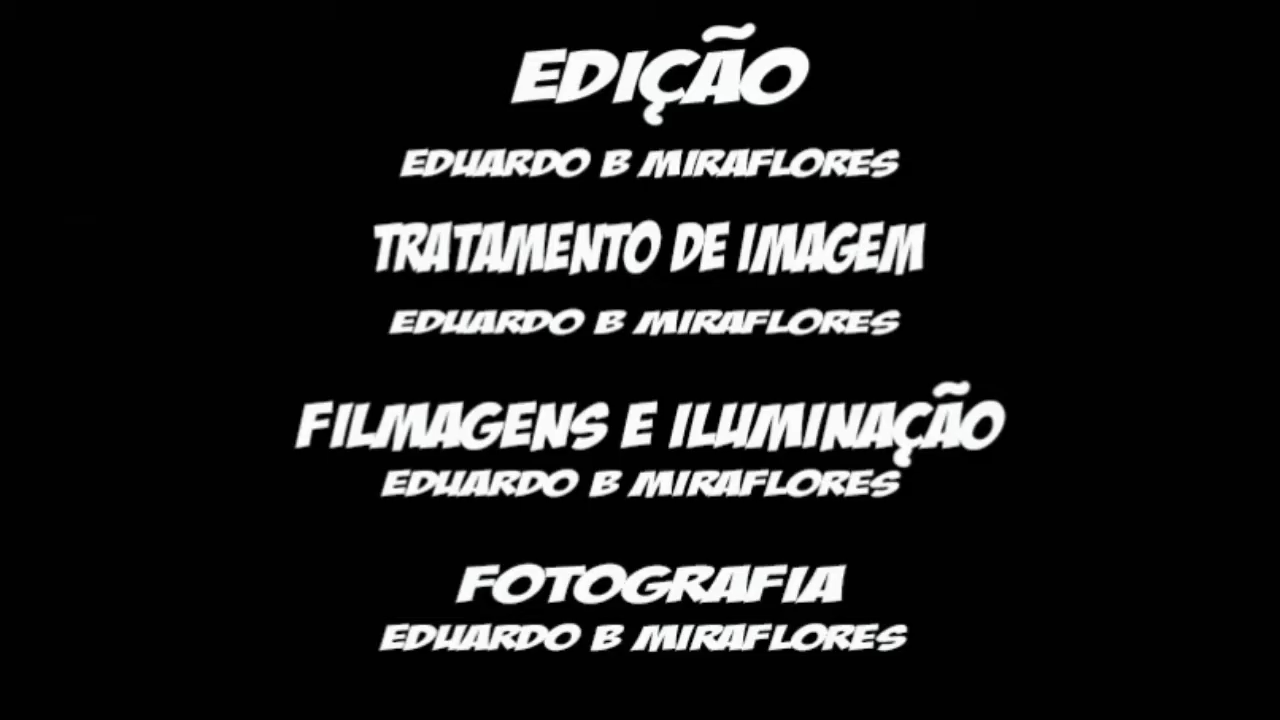 EDIÇÃO
EDUARDO B MIRAFLORES
TRATAMENTO DE IMAGEM
EDUARDO B MIRAFLORES
FILMAGENS E ILUMINAÇÃO
EDUARDO B MIRAFLORES
FOTOGRAFIA
EDUARDO B MIRAFLORES